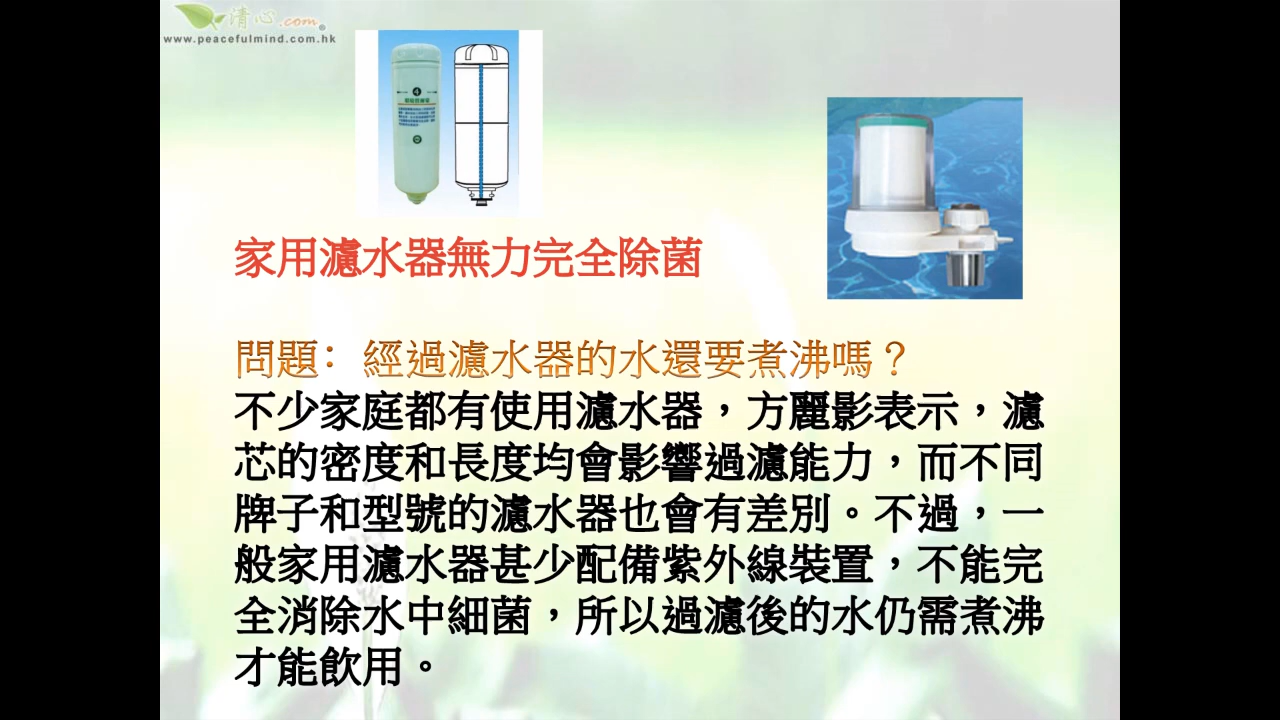 清心.com®
www.peacefulmind.com.hk
4
家用濾水器無力完全除菌
問題：經過濾水器的水還要煮沸嗎？
不少家庭都有使用濾水器，方麗影表示，濾
芯的密度和長度均會影響過濾能力，而不同
牌子和型號的濾水器也會有差別。不過，一
般家用濾水器甚少配備紫外線裝置，不能完
全消除水中細菌，所以過濾後的水仍需煮沸
才能飲用。